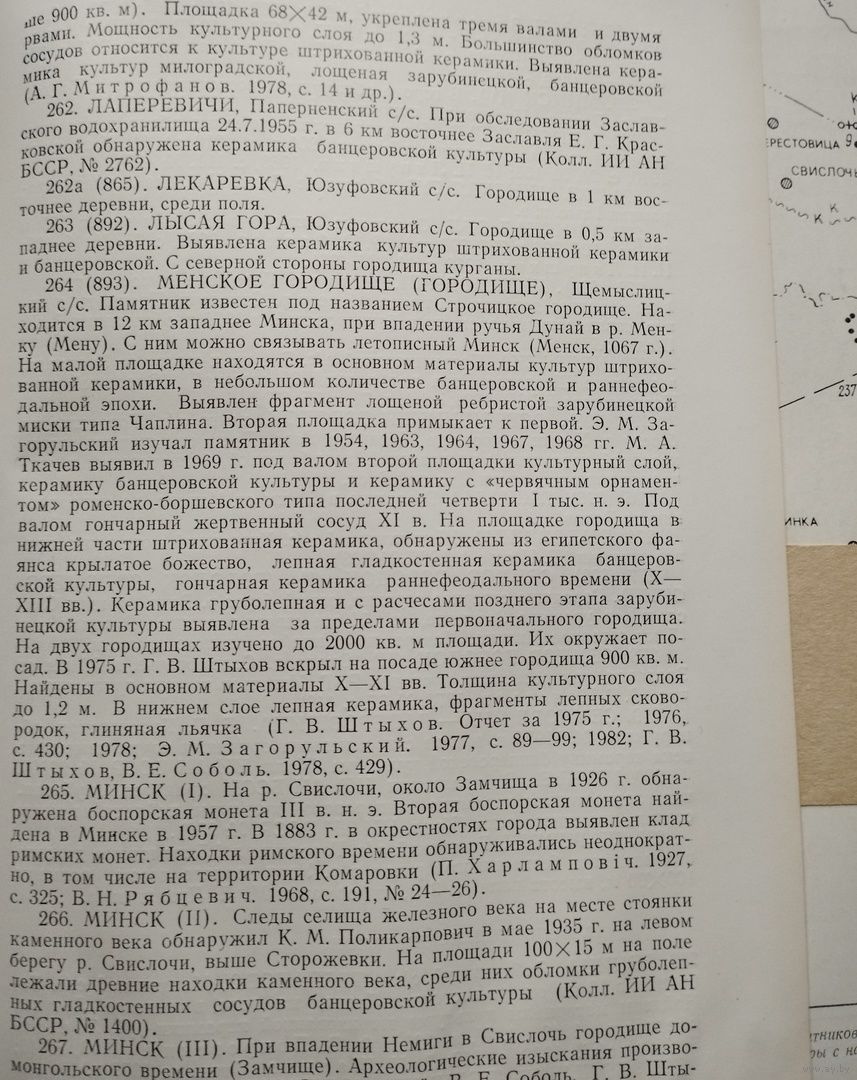 ше 900 кв. м). Площадка 68×42 м, укреплена тремя валами и двумя
рвами. Мощность культурного слоя до 1,3 м. Большинство обломков
сосудов относится к культуре штрихованной керамики. Выявлена кера-
мика культур милоградской, лощеная зарубинецкой, банцеровской
(А. Г. Митрофанов. 1978, с. 14 и др.).
262. ЛАПЕРЕВИЧИ, Паперненский с/с. При обследовании Заслав-
ского водохранилища 24.7.1955 г. в 6 км восточнее Заславля Е. Г. Крас-
ковской обнаружена керамика банцеровской культуры (Колл. ИИ АН
БССР, № 2762).
262а (865). ЛЕКАРЕВКА, Юзуфовский с/с. Городище в 1 км вос-
точнее деревни, среди поля.
263 (892). ЛЫСАЯ ГОРА, Юзуфовский с/с. Городище в 0,5 км за-
паднее деревни. Выявлена керамика культур штрихованной керамики
и банцеровской. С северной стороны городища курганы.
264 (893). МЕНСКОЕ ГОРОДИЩЕ (ГОРОДИЩЕ), Щемыслиц-
кий с/с. Памятник известен под названием Строчицкое городище. На-
ходится в 12 км западнее Минска, при впадении ручья Дунай в р. Мен-
ку (Мену). С ним можно связывать летописный Минск (Менск, 1067 г.).
На малой площадке находятся в основном материалы культур штрихо-
ванной керамики, в небольшом количестве банцеровской и раннефео-
дальной эпохи. Выявлен фрагмент лощеной ребристой зарубинецкой
миски типа Чаплина. Вторая площадка примыкает к первой. Э. М. За-
горульский изучал памятник в 1954, 1963, 1964, 1967, 1968 гг. М. А.
Ткачев выявил в 1969 г. под валом второй площадки культурный слой,
керамику банцеровской культуры и керамику с «червячным орнамен-
том» роменско-боршевского типа последней четверти I тыс. н. э. Под
валом гончарный жертвенный сосуд XI в. На площадке городища в
нижней части штрихованная керамика, обнаружены из египетского фа-
янса крылатое божество, лепная гладкостенная керамика банцеров-
ской культуры, гончарная керамика раннефеодального времени (X—
XIII вв.). Керамика груболепная и с расчесами позднего этапа заруби-
нецкой культуры выявлена за пределами первоначального городища.
На двух городищах изучено до 2000 кв. м площади. Их окружает по-
сад. В 1975 г. Г. В. Штыхов вскрыл на посаде южнее городища 900 кв. м.
Найдены в основном материалы X—XI вв. Толщина культурного слоя
до 1,2 м. В нижнем слое лепная керамика, фрагменты лепных сково-
родок, глиняная льячка (Г. В. Штыхов. Отчет за 1975 г.; 1976,
с. 430; 1978; Э. М. Загорульский. 1977, с. 89—99; 1982; Г. В.
Штыхов, В. Е. Соболь. 1978, с. 429).
265. МИНСК (I). На р. Свислочи, около Замчища в 1926 г. обна-
ружена боспорская монета III в. н. э. Вторая боспорская монета най-
дена в Минске в 1957 г. В 1883 г. в окрестностях города выявлен клад
римских монет. Находки римского времени обнаруживались неоднократ-
но, в том числе на территории Комаровки (П. Харламповіч. 1927,
с. 325; В. Н. Рябцевич. 1968, с. 191, № 24—26).
266. МИНСК (II). Следы селища железного века на месте стоянки
каменного века обнаружил К. М. Поликарпович в мае 1935 г. на левом
берегу р. Свислочи, выше Сторожевки. На площади 100×15 м на поле
лежали древние находки каменного века, среди них обломки груболеп-
ных гладкостенных сосудов банцеровской культуры (Колл. ИИ АН
БССР, № 1400).
267. МИНСК (III). При впадении Немиги в Свислочь городище до-
монгольского времени (Замчище). Археологические изыскания произво-
В. Е. Соболь, Г. В. Шты-
ЕРЕСТОВИЦА
СВИСЛОЧЬ
К
К
237
ИНКА
тников
ры с